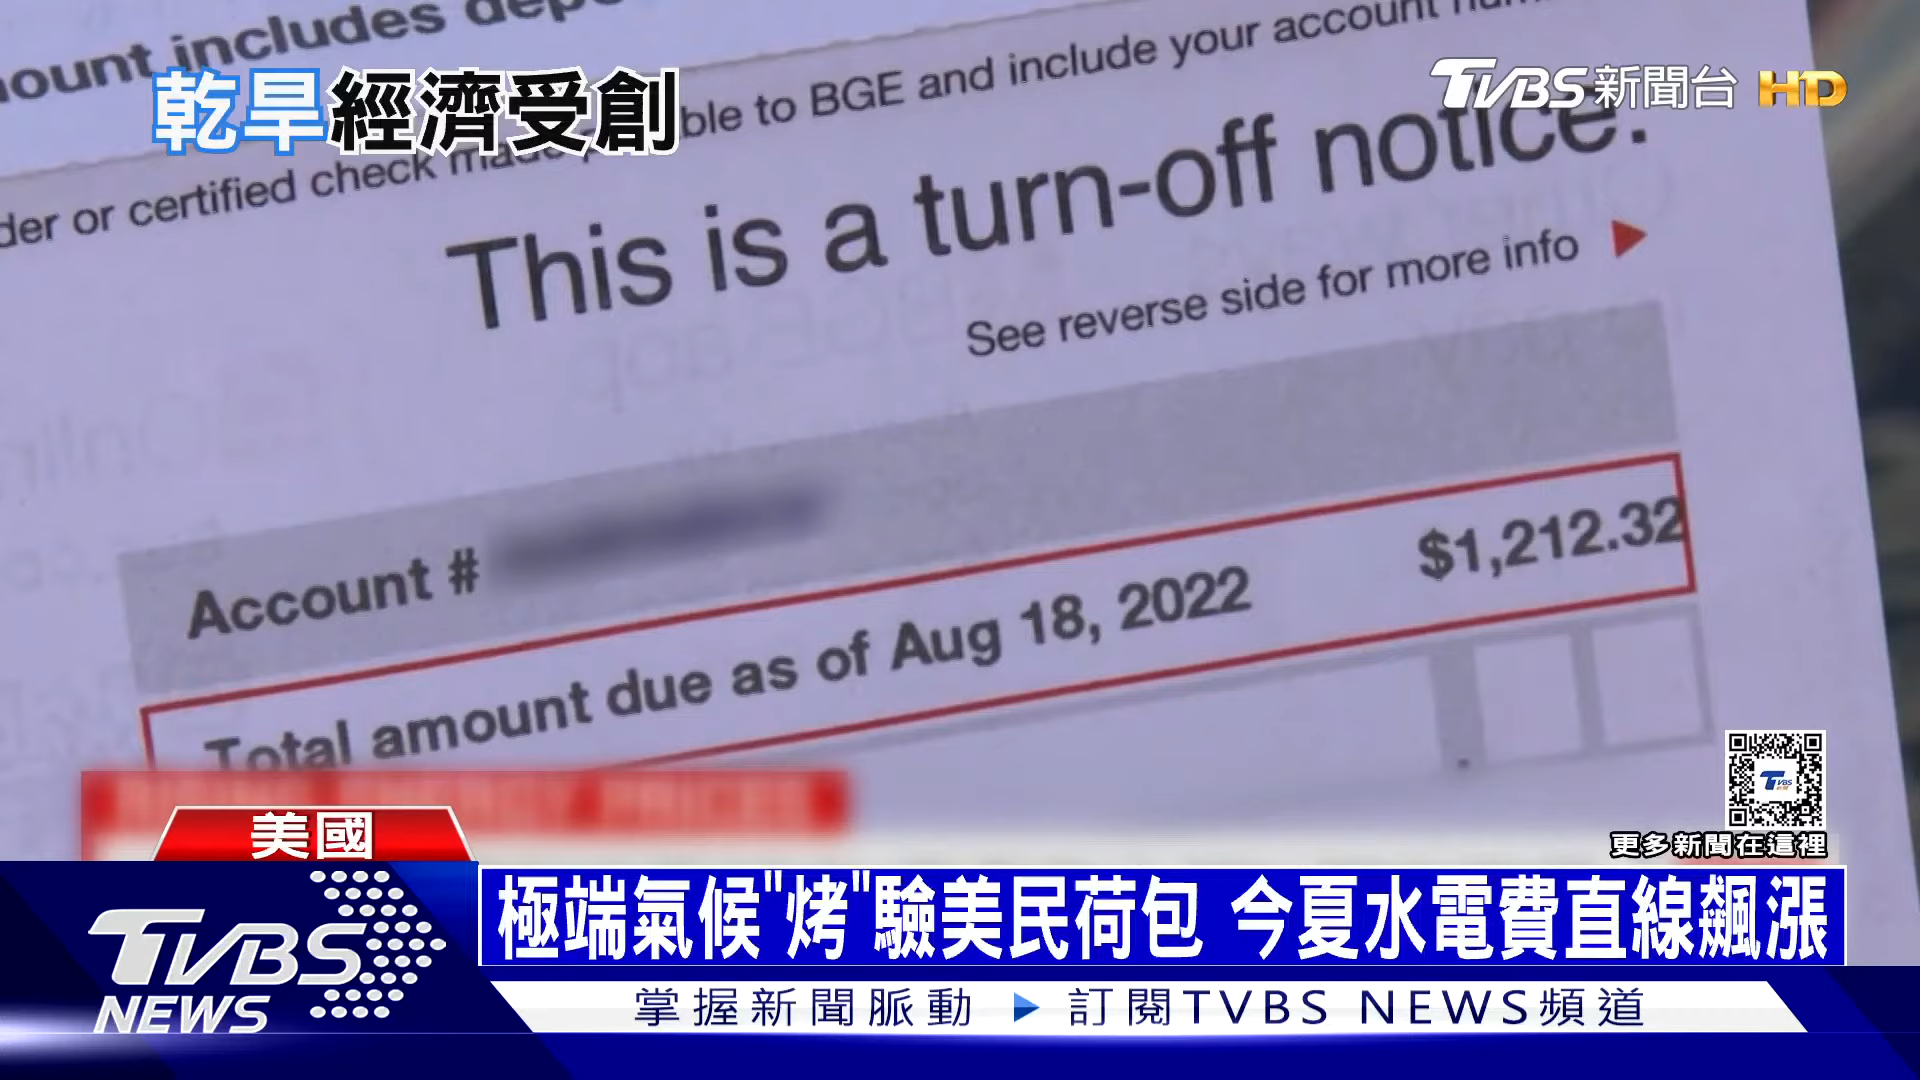 ount includes
乾旱經濟受創
TVBS新聞台 HD
ble to BGE and include your account
der or certified check made
This is a turn-off notice.
See reverse side for more info
Account #
$1,212.32
Total amount due as of Aug 18, 2022
更多新聞在這裡
美國
極端氣候"烤"驗美民荷包 今夏水電費直線飆漲
TVBS
NEWS
掌握新聞脈動 訂閱TVBS NEWS頻道